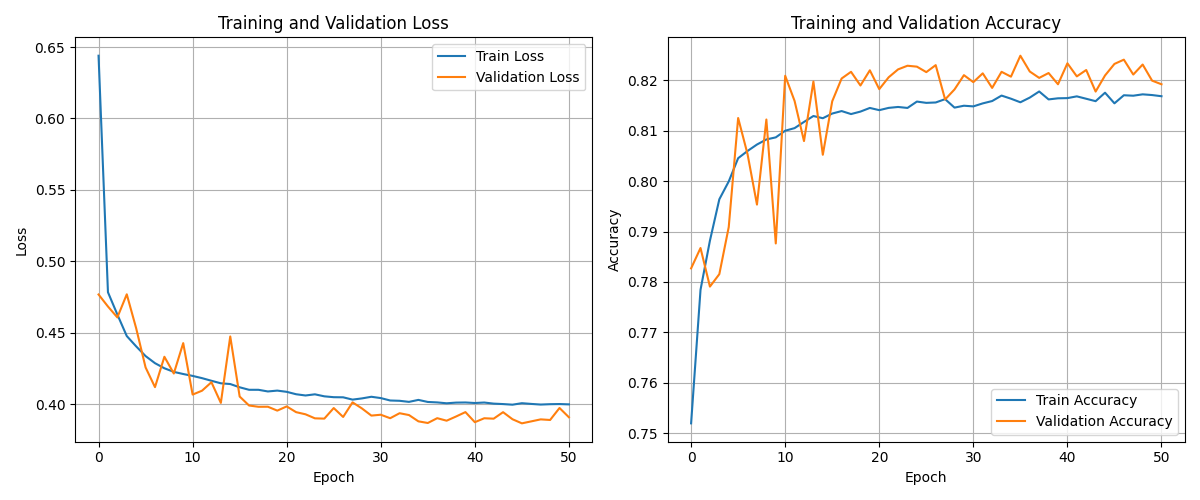 Training and Validation Loss
Train Loss
Validation Loss
0.65
0.60
0.55
0.50
0.45
0.40
Loss
0 10 20 30 40 50
Epoch
Training and Validation Accuracy
0.82
0.81
0.80
0.79
0.78
0.77
0.76
0.75
Accuracy
Train Accuracy
Validation Accuracy
0 10 20 30 40 50
Epoch